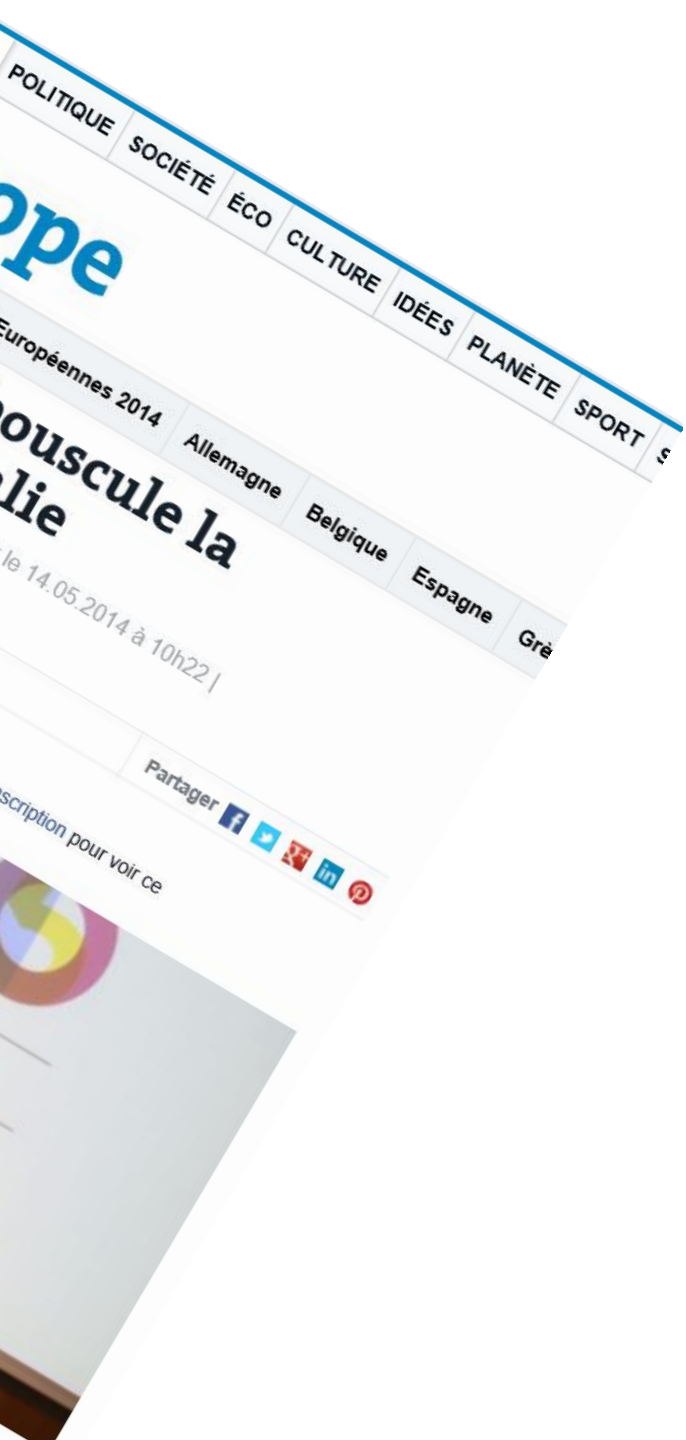 POLITIQUE SOCIÉTÉ ÉCO CULTURE IDÉES PLANÈTE SPORT S
ope
Européennes 2014 Allemagne Belgique Espagne Grè
ouscule la
lie
le 14.05.2014 à 10h22 |
Partager
scription pour voir ce